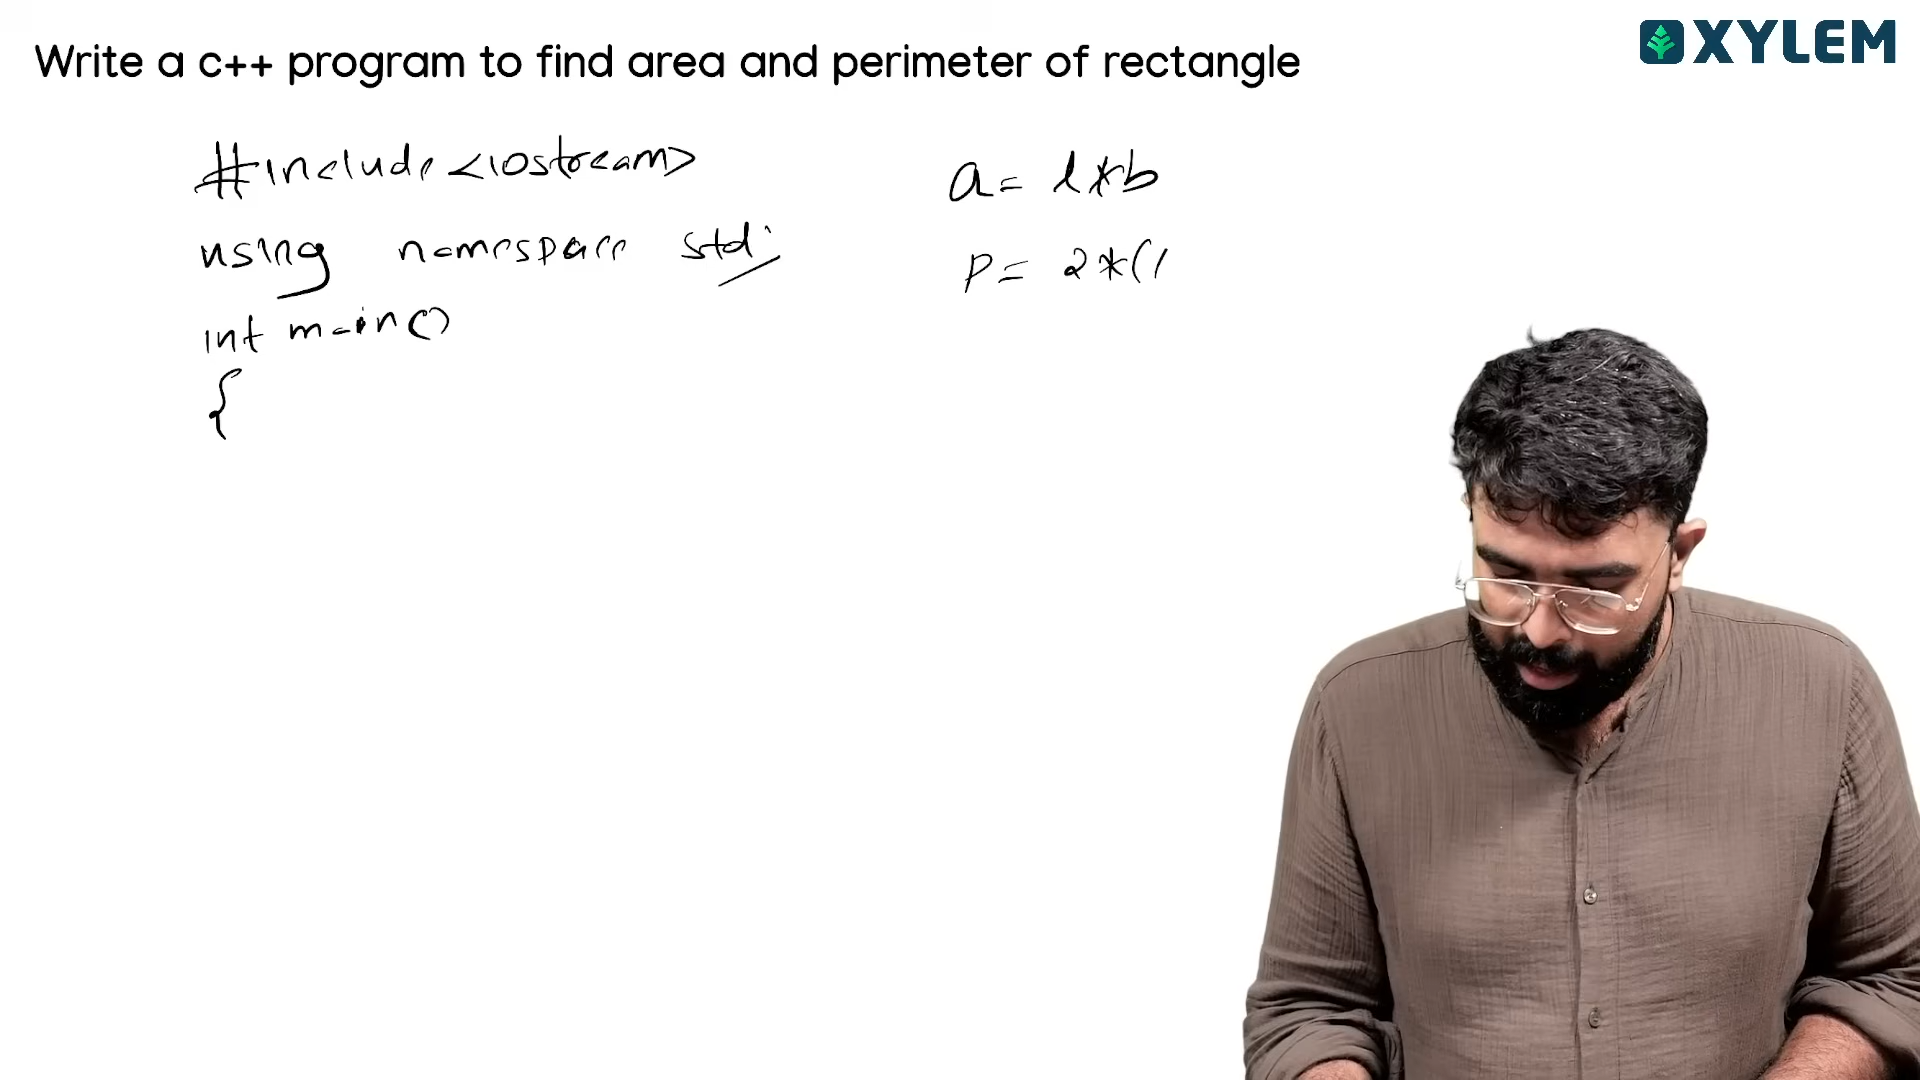 Write a c++ program to find area and perimeter of rectangle
XYLEM
#include <iostream>
using namespace std;
int main()
{
a = l*b
p = 2*(l